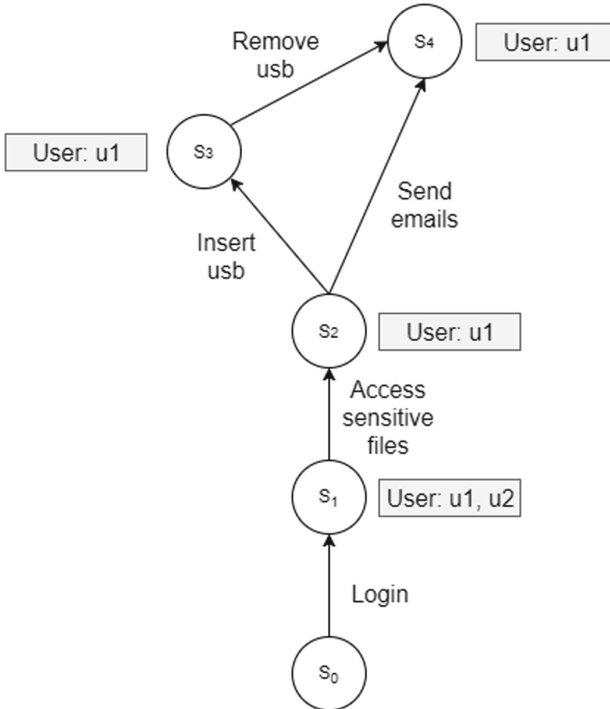 Remove
usb
S4
User: u1
User: u1
S3
Send
emails
Insert
usb
S2
User: u1
Access
sensitive
files
S1
User: u1, u2
Login
S0